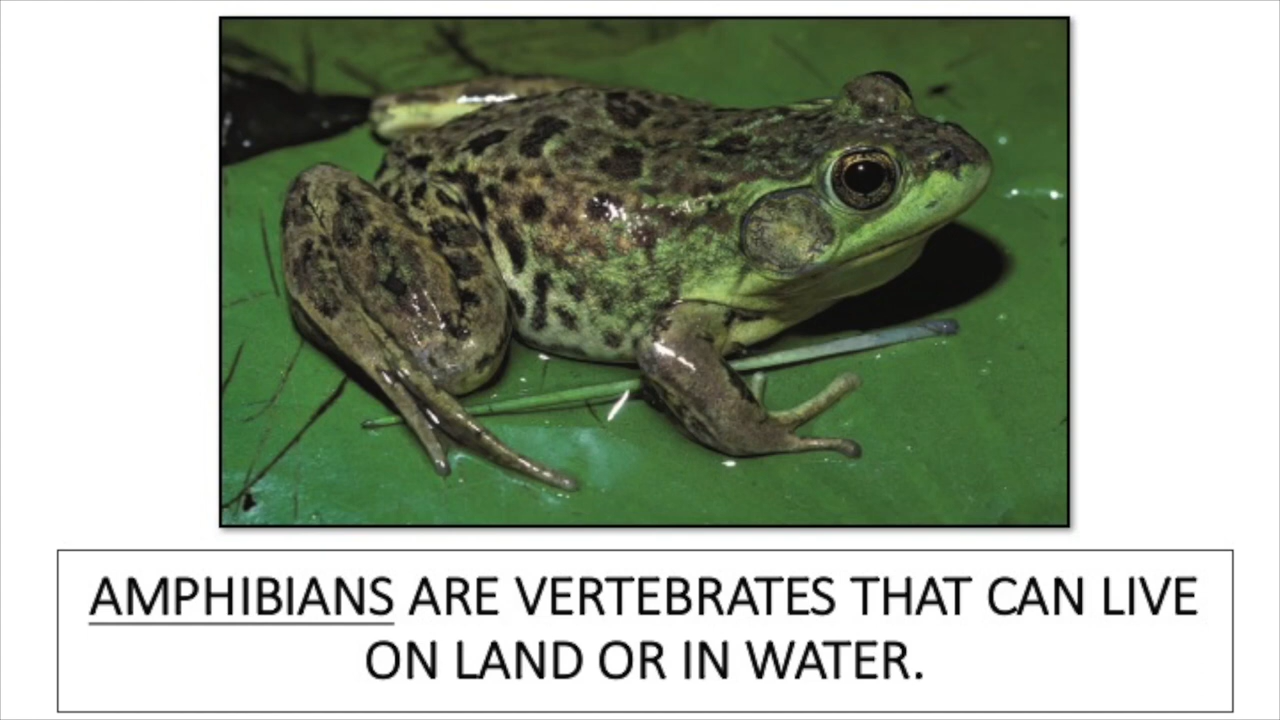 AMPHIBIANS ARE VERTEBRATES THAT CAN LIVE
ON LAND OR IN WATER.